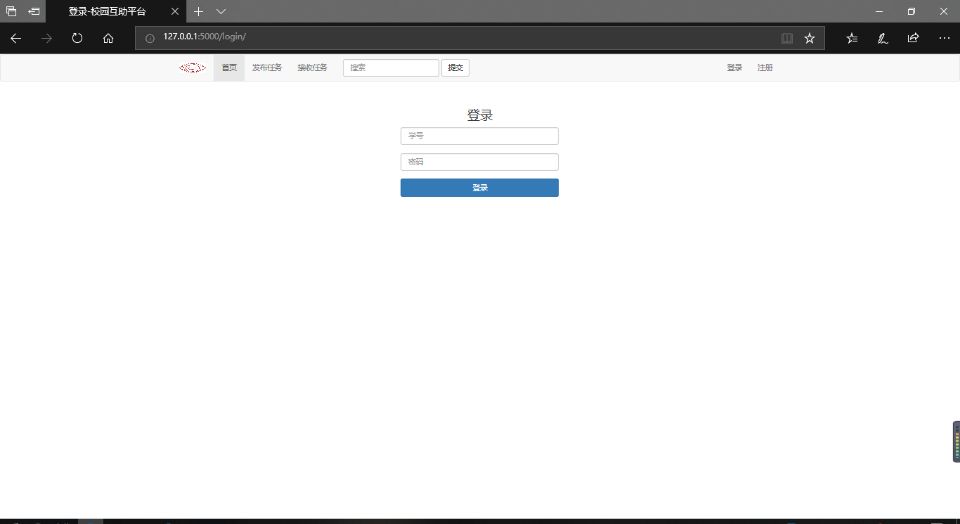 登录-校园互助平台
127.0.0.1:5000/login/
首页 发布任务 接收任务 搜索 提交 登录 注册
登录
学号
密码
登录